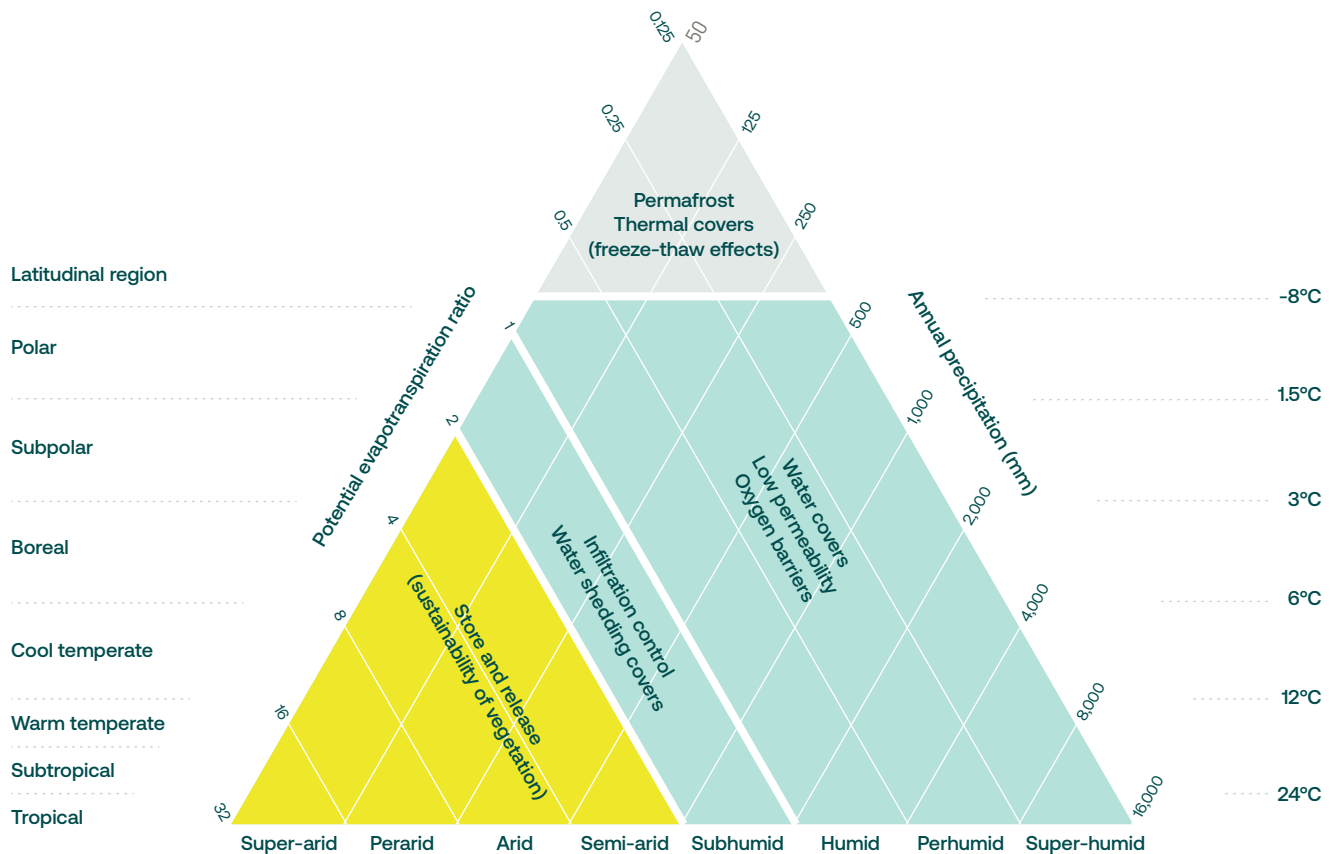 0.125
50
0.25
125
0.5
250
Permafrost
Thermal covers
(freeze-thaw effects)
Latitudinal region
-8°C
Potential evapotranspiration ratio
Annual precipitation (mm)
1
500
Polar
1.5°C
2
1,000
Subpolar
3°C
4
2,000
Water covers
Low permeability
Oxygen barriers
Boreal
Infiltration control
Water shedding covers
6°C
8
4,000
Store and release
(sustainability of vegetation)
Cool temperate
12°C
16
8,000
Warm temperate
Subtropical
24°C
32
16,000
Tropical
Super-arid
Perarid
Arid
Semi-arid
Subhumid
Humid
Perhumid
Super-humid